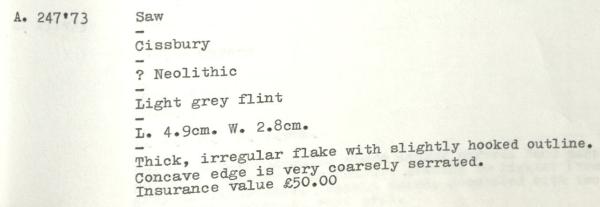 A. 247'73 Saw
Cissbury
? Neolithic
Light grey flint
L. 4.9cm. W. 2.8cm.
Thick, irregular flake with slightly hooked outline.
Concave edge is very coarsely serrated.
Insurance value £50.00